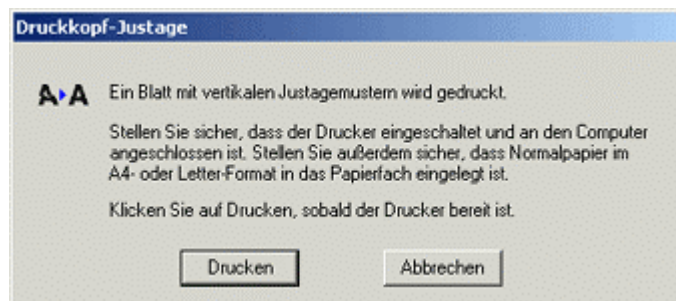 Druckkopf-Justage
A A Ein Blatt mit vertikalen Justagemustern wird gedruckt.
Stellen Sie sicher, dass der Drucker eingeschaltet und an den Computer
angeschlossen ist. Stellen Sie außerdem sicher, dass Normalpapier im
A4- oder Letter-Format in das Papierfach eingelegt ist.
Klicken Sie auf Drucken, sobald der Drucker bereit ist.
Drucken Abbrechen